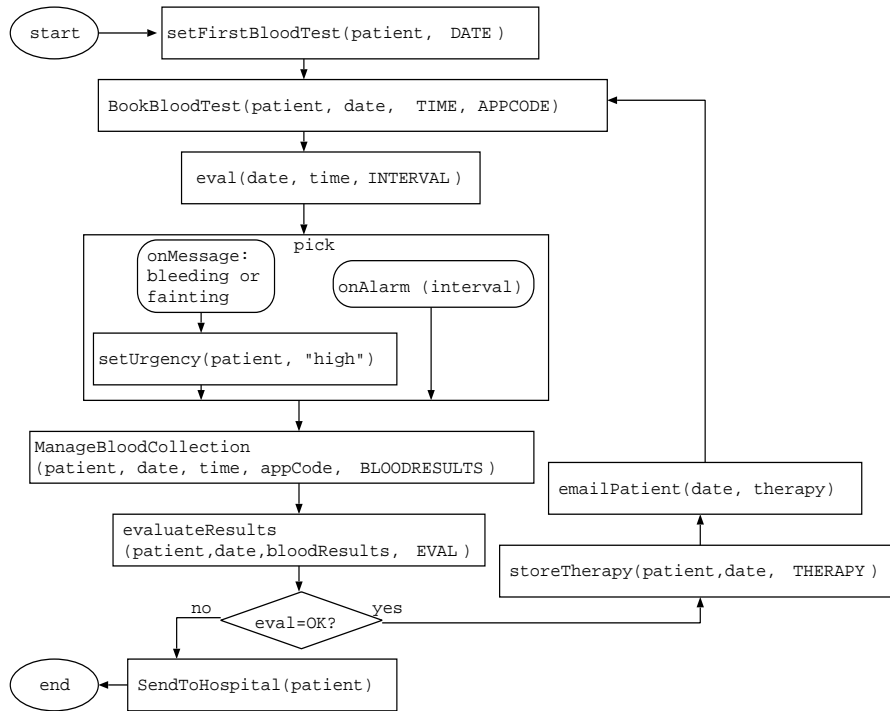 start
setFirstBloodTest(patient, DATE )
BookBloodTest(patient, date, TIME, APPCODE)
eval(date, time, INTERVAL )
pick
onMessage:
bleeding or
fainting
onAlarm (interval)
setUrgency(patient, "high")
ManageBloodCollection
(patient, date, time, appCode, BLOODRESULTS )
emailPatient(date, therapy)
evaluateResults
(patient,date,bloodResults, EVAL )
storeTherapy(patient,date, THERAPY )
no
eval=OK?
yes
end
SendToHospital(patient)